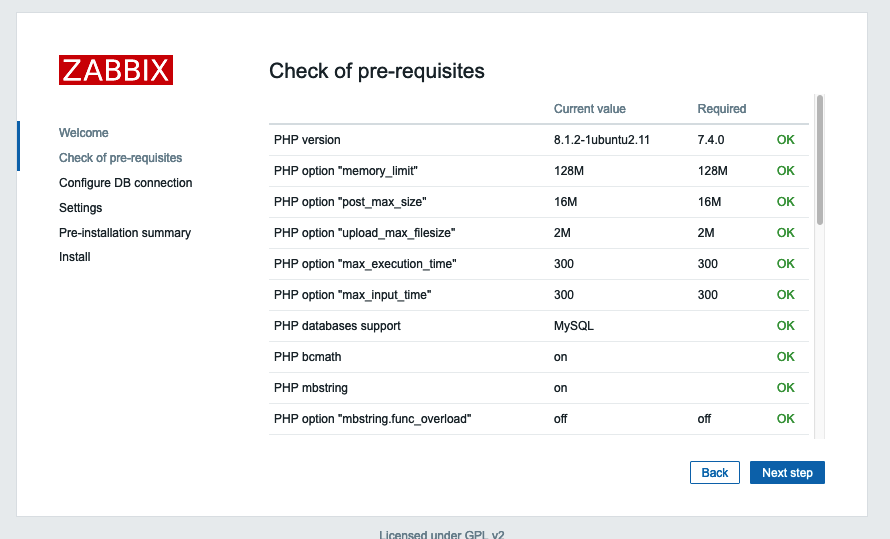 ZABBIX
Check of pre-requisites
Welcome
Check of pre-requisites
Configure DB connection
Settings
Pre-installation summary
Install
Current value Required
PHP version 8.1.2-1ubuntu2.11 7.4.0 OK
PHP option "memory_limit" 128M 128M OK
PHP option "post_max_size" 16M 16M OK
PHP option "upload_max_filesize" 2M 2M OK
PHP option "max_execution_time" 300 300 OK
PHP option "max_input_time" 300 300 OK
PHP databases support MySQL OK
PHP bcmath on OK
PHP mbstring on OK
PHP option "mbstring.func_overload" off off OK
Back Next step
Licensed under GPL v2